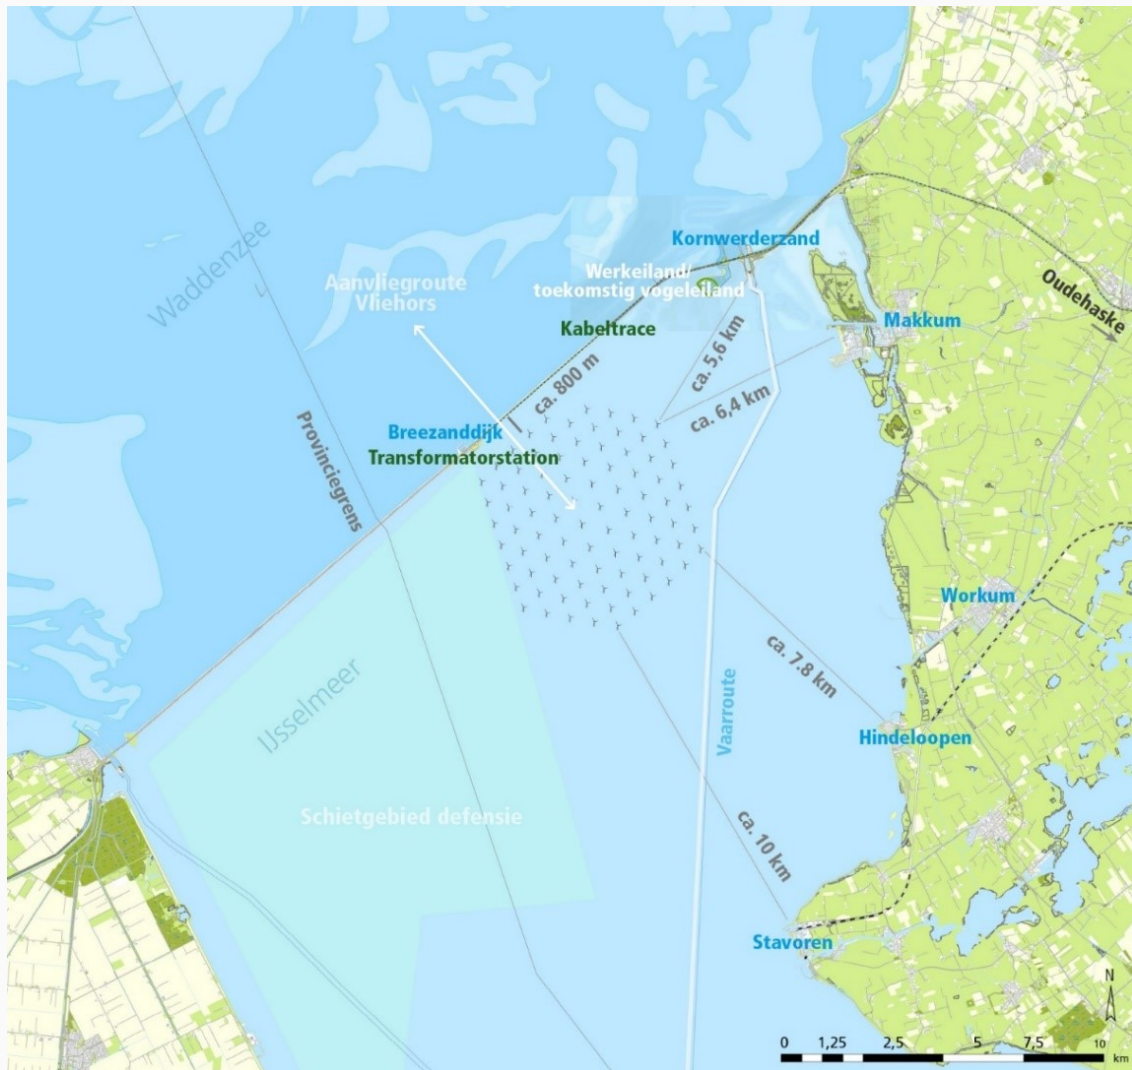 Waddenzee
Kornwerderzand
Werkeiland/
toekomstig vogeleiland
Aanvliegroute
Vliehors
Oudehaske
Makkum
Kabeltrace
ca. 5,6 km
ca. 800 m
ca. 6,4 km
Breezanddijk
Transformatorstation
Provinciegrens
Workum
ca. 7.8 km
IJsselmeer
Vaarroute
Hindeloopen
Schietgebied defensie
ca. 10 km
Stavoren
N
0 1,25 2,5 5 7,5 10
km